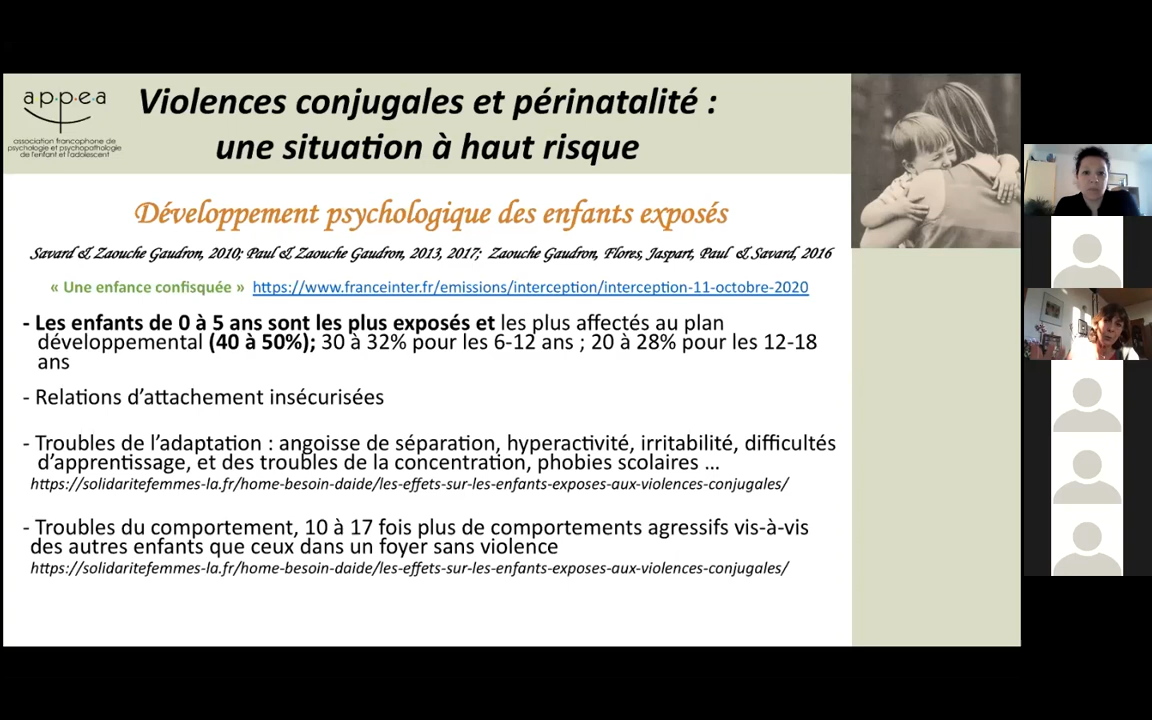 appea
association francophone de
psychologie et psychopathologie
de l'enfant et l'adolescent
Violences conjugales et périnatalité :
une situation à haut risque
Développement psychologique des enfants exposés
Savard & Zaouche Gaudron, 2010; Paul & Zaouche Gaudron, 2013, 2017; Zaouche Gaudron, Flores, Jaspart, Paul & Savard, 2016
« Une enfance confisquée » https://www.franceinter.fr/emissions/interception/interception-11-octobre-2020
- Les enfants de 0 à 5 ans sont les plus exposés et les plus affectés au plan
développemental (40 à 50%); 30 à 32% pour les 6-12 ans ; 20 à 28% pour les 12-18
ans
- Relations d'attachement insécurisées
- Troubles de l'adaptation : angoisse de séparation, hyperactivité, irritabilité, difficultés
d'apprentissage, et des troubles de la concentration, phobies scolaires ...
https://solidaritefemmes-la.fr/home-besoin-daide/les-effets-sur-les-enfants-exposes-aux-violences-conjugales/
- Troubles du comportement, 10 à 17 fois plus de comportements agressifs vis-à-vis
des autres enfants que ceux dans un foyer sans violence
https://solidaritefemmes-la.fr/home-besoin-daide/les-effets-sur-les-enfants-exposes-aux-violences-conjugales/